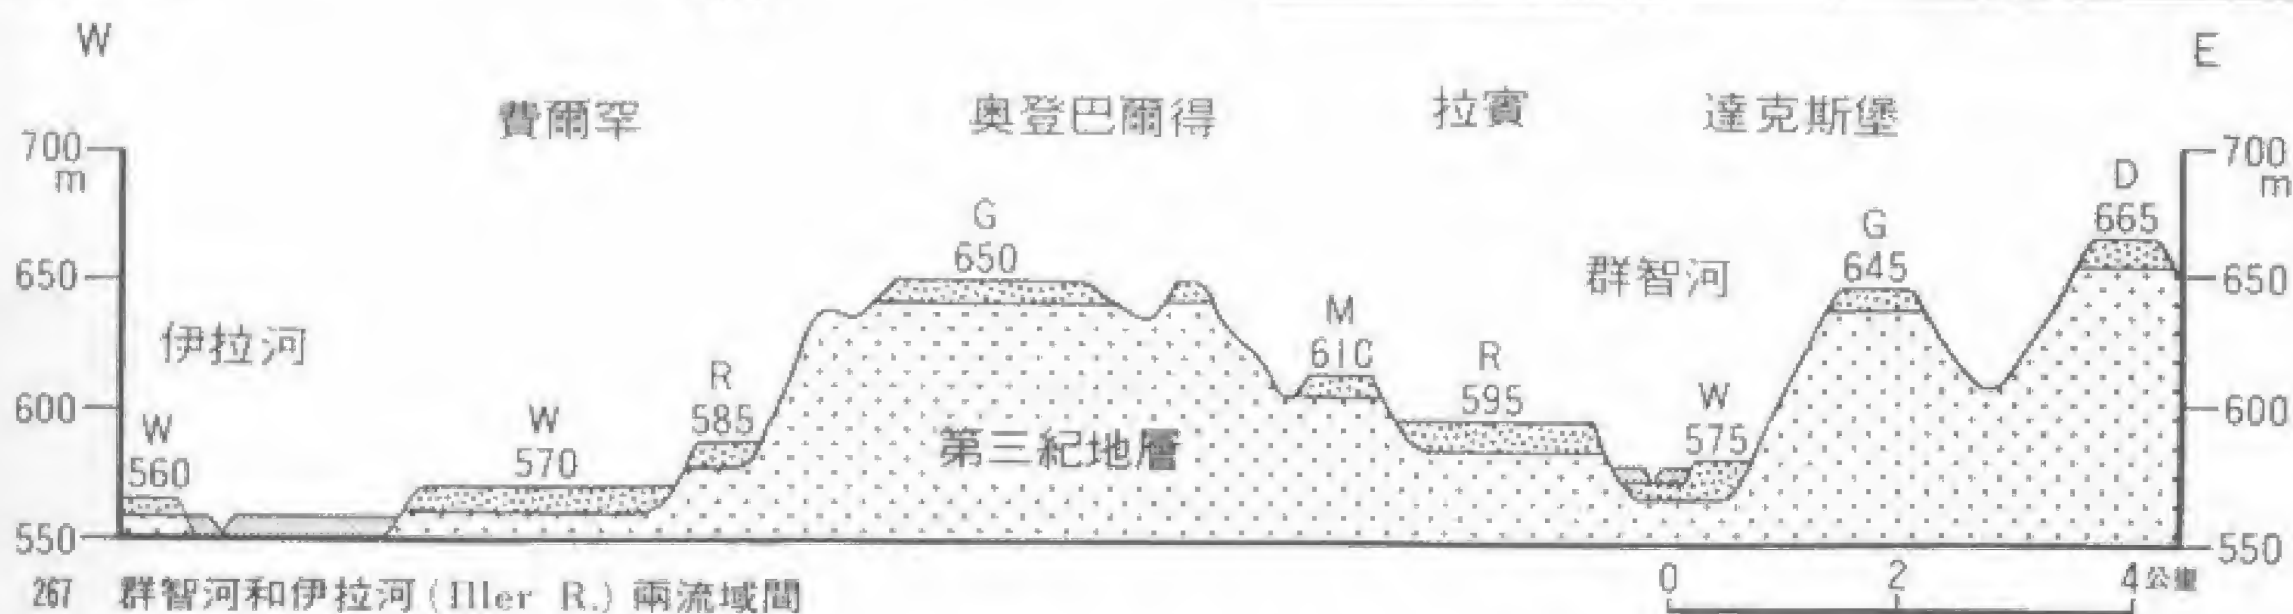 W E
費爾罕 奧登巴爾得 拉賓 達克斯堡
700 700
m m
D
665
G
650
G
645
650 650
群智河
伊拉河
M
610
R
585
R
595
600 600
W
560
W
570
W
575
第三紀地層
550 550
0 2 4公里
267 群智河和伊拉河(Iller R.)兩流域間